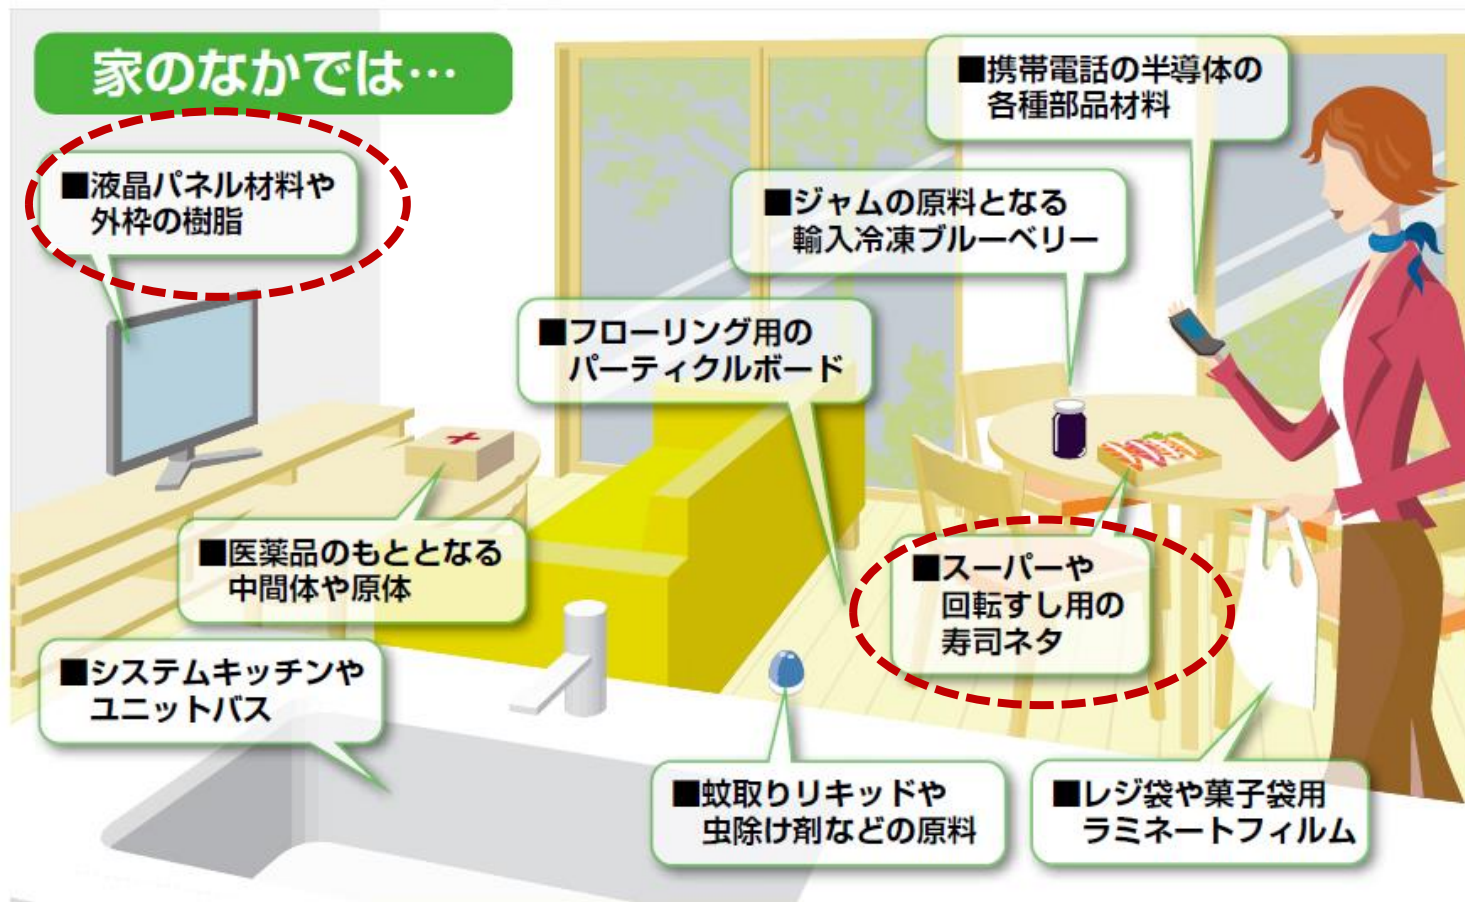 家のなかでは…
■携帯電話の半導体の
各種部品材料
■液晶パネル材料や
外枠の樹脂
■ジャムの原料となる
輸入冷凍ブルーベリー
■フローリング用の
パーティクルボード
■医薬品のもととなる
中間体や原体
■スーパーや
回転すし用の
寿司ネタ
■システムキッチンや
ユニットバス
■蚊取りリキッドや
虫除け剤などの原料
■レジ袋や菓子袋用
ラミネートフィルム